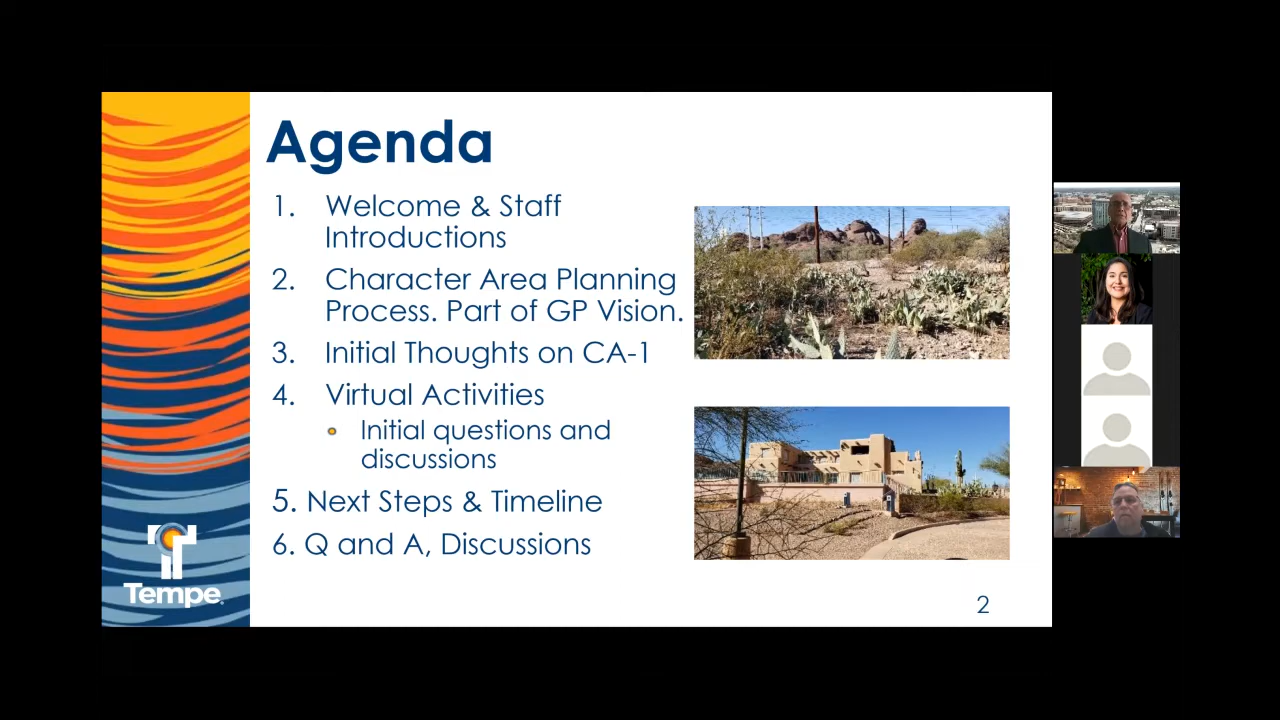 Agenda
1. Welcome & Staff
Introductions
2. Character Area Planning
Process. Part of GP Vision.
3. Initial Thoughts on CA-1
4. Virtual Activities
Initial questions and
discussions
5. Next Steps & Timeline
6. Q and A, Discussions
Tempe
2